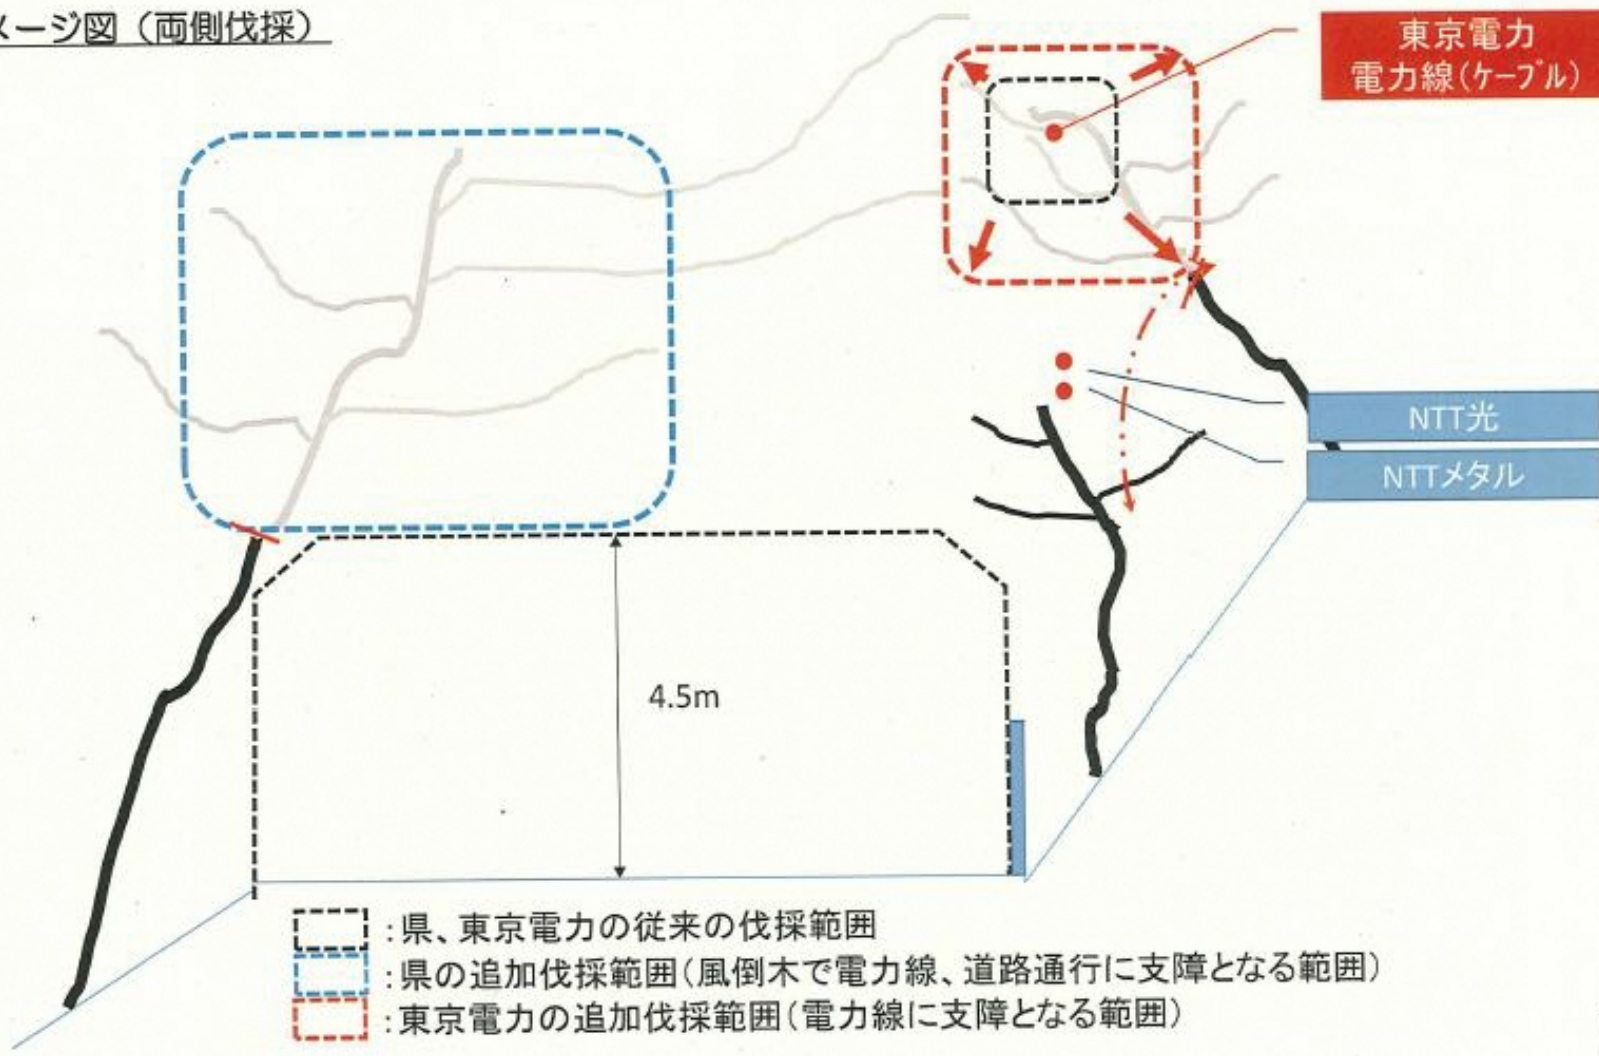 メージ図（両側伐採）
東京電力
電力線(ケーブル)
NTT光
NTTメタル
4.5m
:県、東京電力の従来の伐採範囲
:県の追加伐採範囲(風倒木で電力線、道路通行に支障となる範囲)
:東京電力の追加伐採範囲(電力線に支障となる範囲)